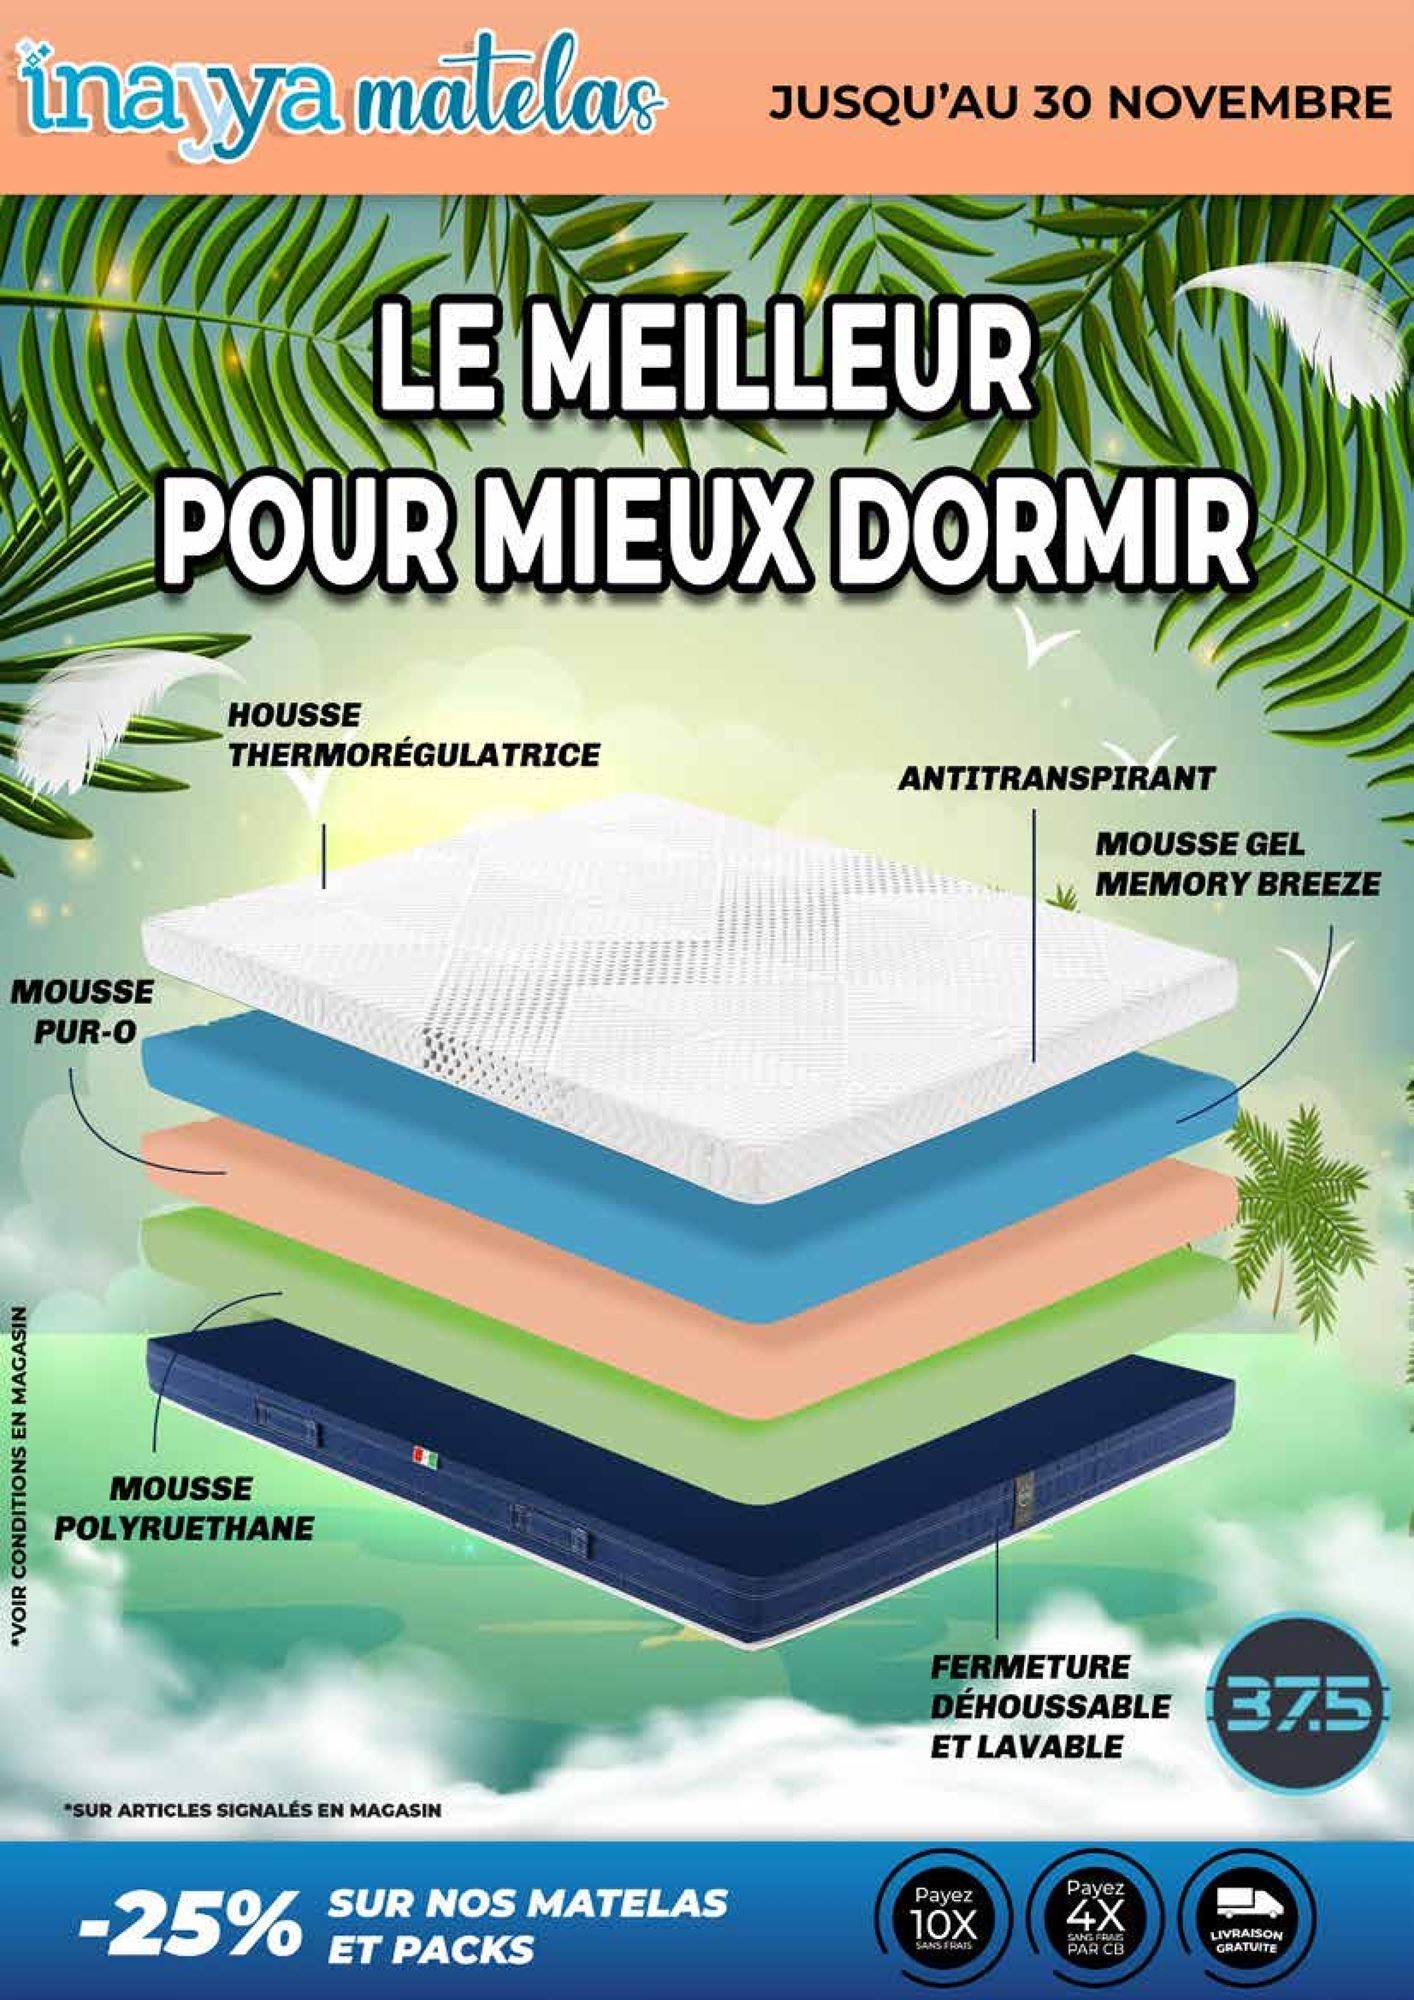 inayya matelas
JUSQU'AU 30 NOVEMBRE
LE MEILLEUR
POUR MIEUX DORMIR
HOUSSE
THERMORÉGULATRICE
ANTITRANSPIRANT
MOUSSE GEL
MEMORY BREEZE
MOUSSE
PUR-O
MOUSSE
POLYRUETHANE
FERMETURE
DÉHOUSSABLE
ET LAVABLE
37.5
*VOIR CONDITIONS EN MAGASIN
*SUR ARTICLES SIGNALÉS EN MAGASIN
-25% SUR NOS MATELAS
ET PACKS
Payez
10X
SANS FRAIS
Payez
4X
SANS FRAIS
PAR CB
LIVRAISON
GRATUITE